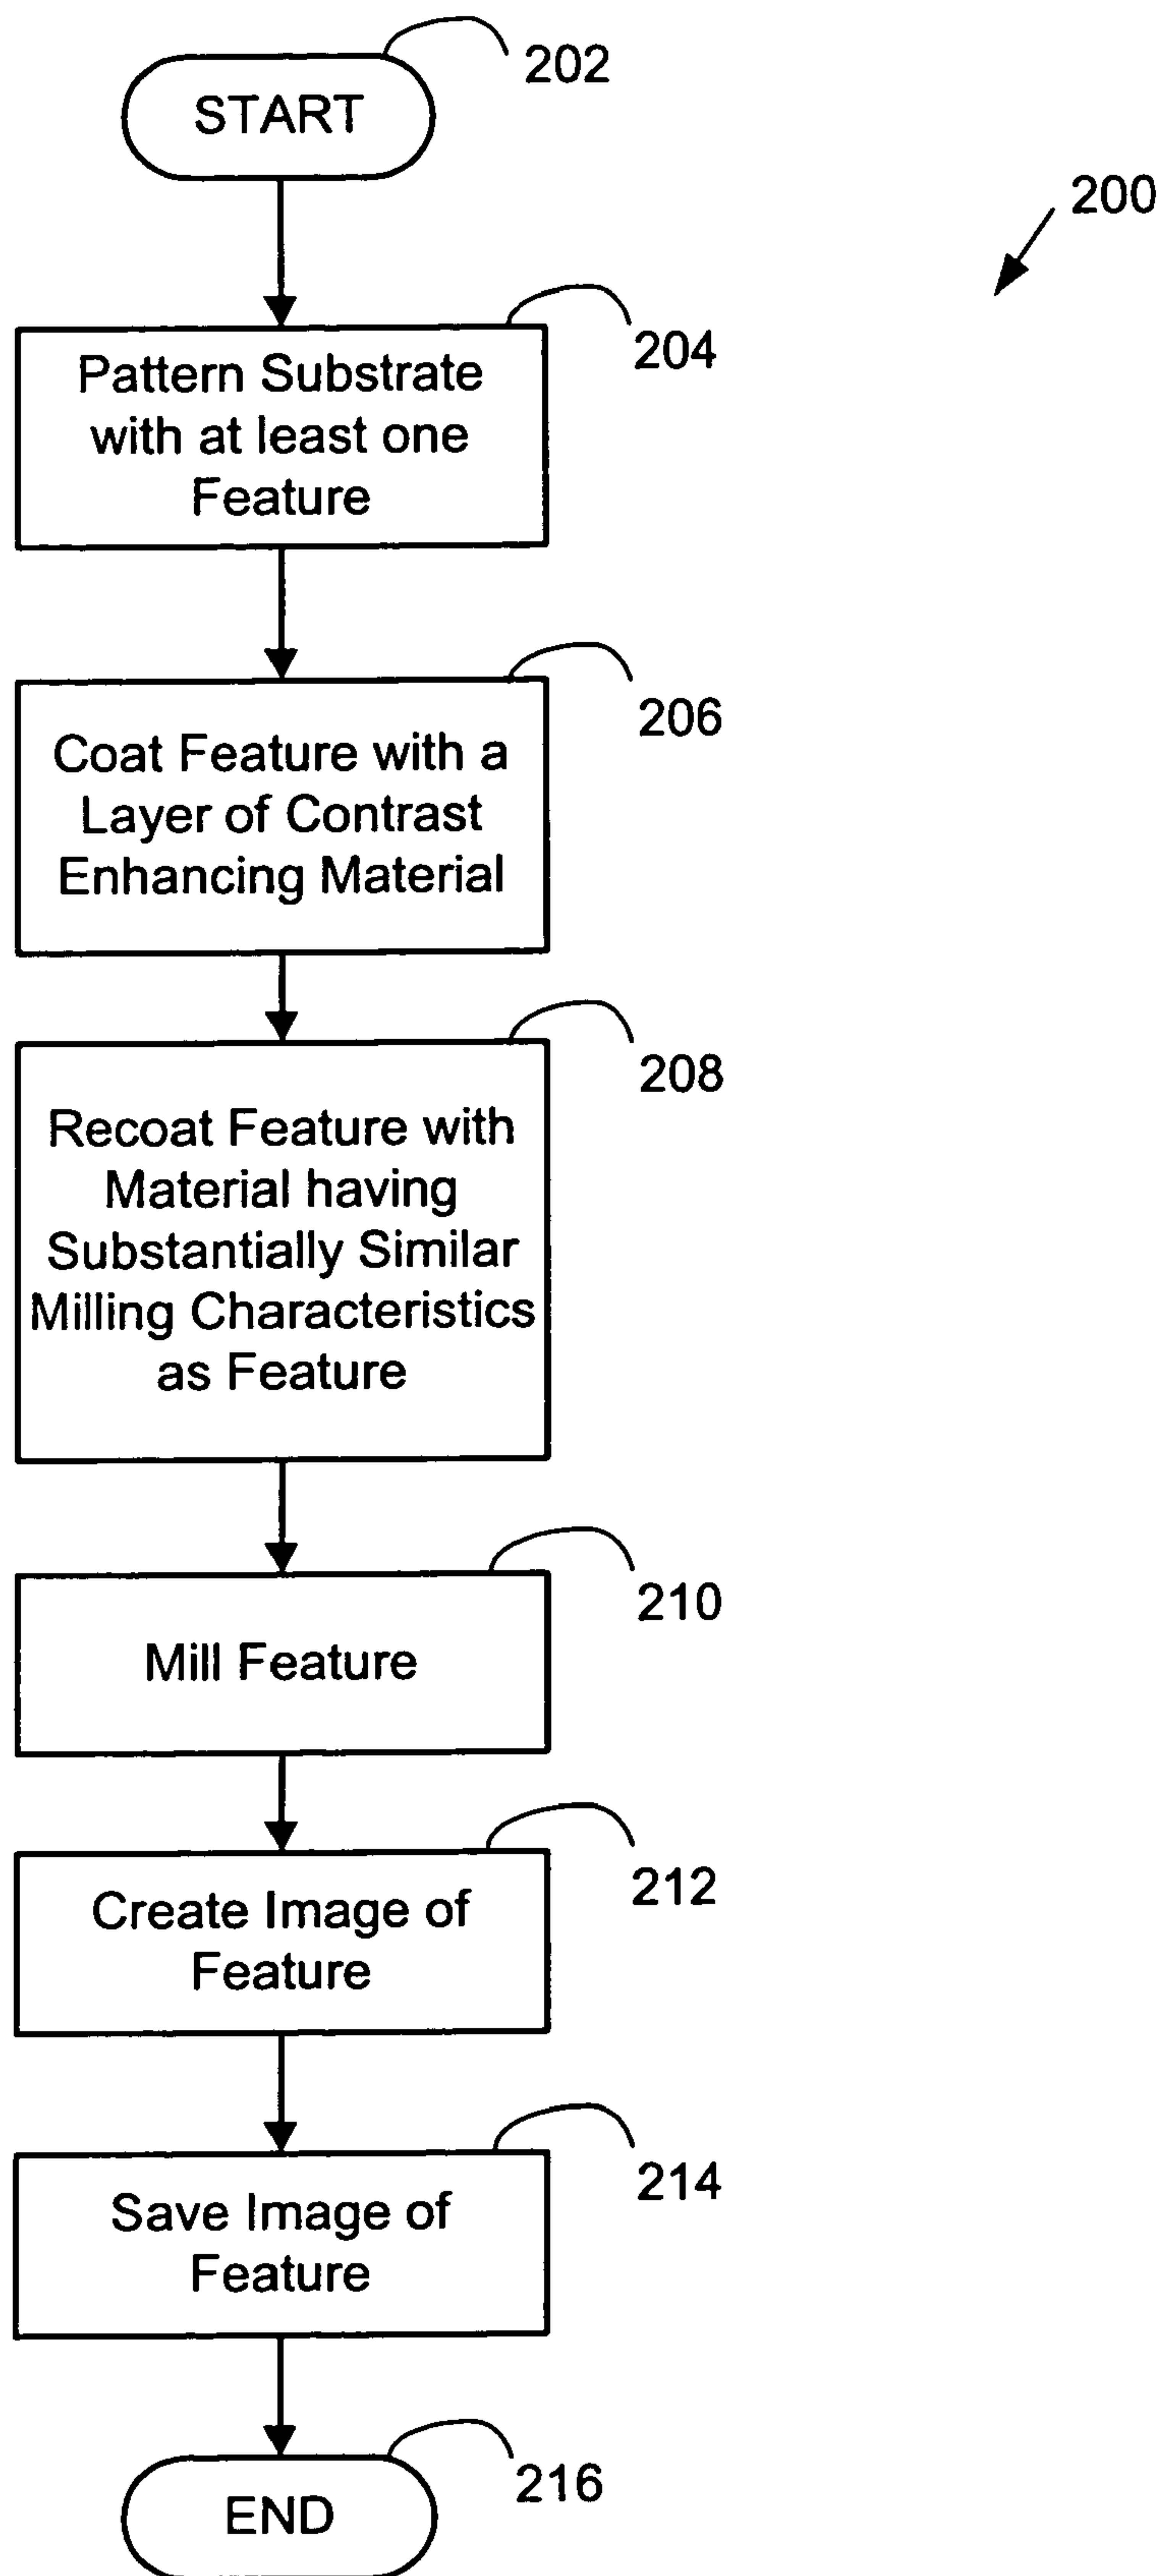 202
START
200
204
Pattern Substrate
with at least one
Feature
206
Coat Feature with a
Layer of Contrast
Enhancing Material
208
Recoat Feature with
Material having
Substantially Similar
Milling Characteristics
as Feature
210
Mill Feature
212
Create Image of
Feature
214
Save Image of
Feature
216
END